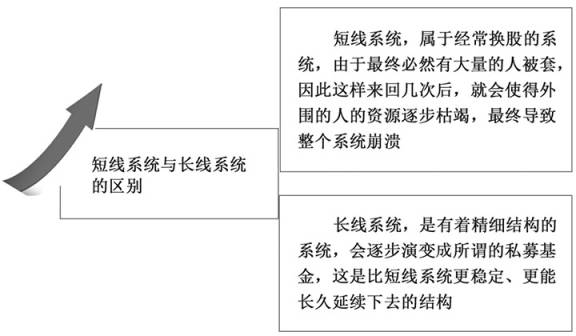 短线系统与长线系统
的区别
短线系统，属于经常换股的系
统，由于最终必然有大量的人被套，
因此这样来回几次后，就会使得外
围的人的资源逐步枯竭，最终导致
整个系统崩溃
长线系统，是有着精细结构的
系统，会逐步演变成所谓的私募基
金，这是比短线系统更稳定、更能
长久延续下去的结构